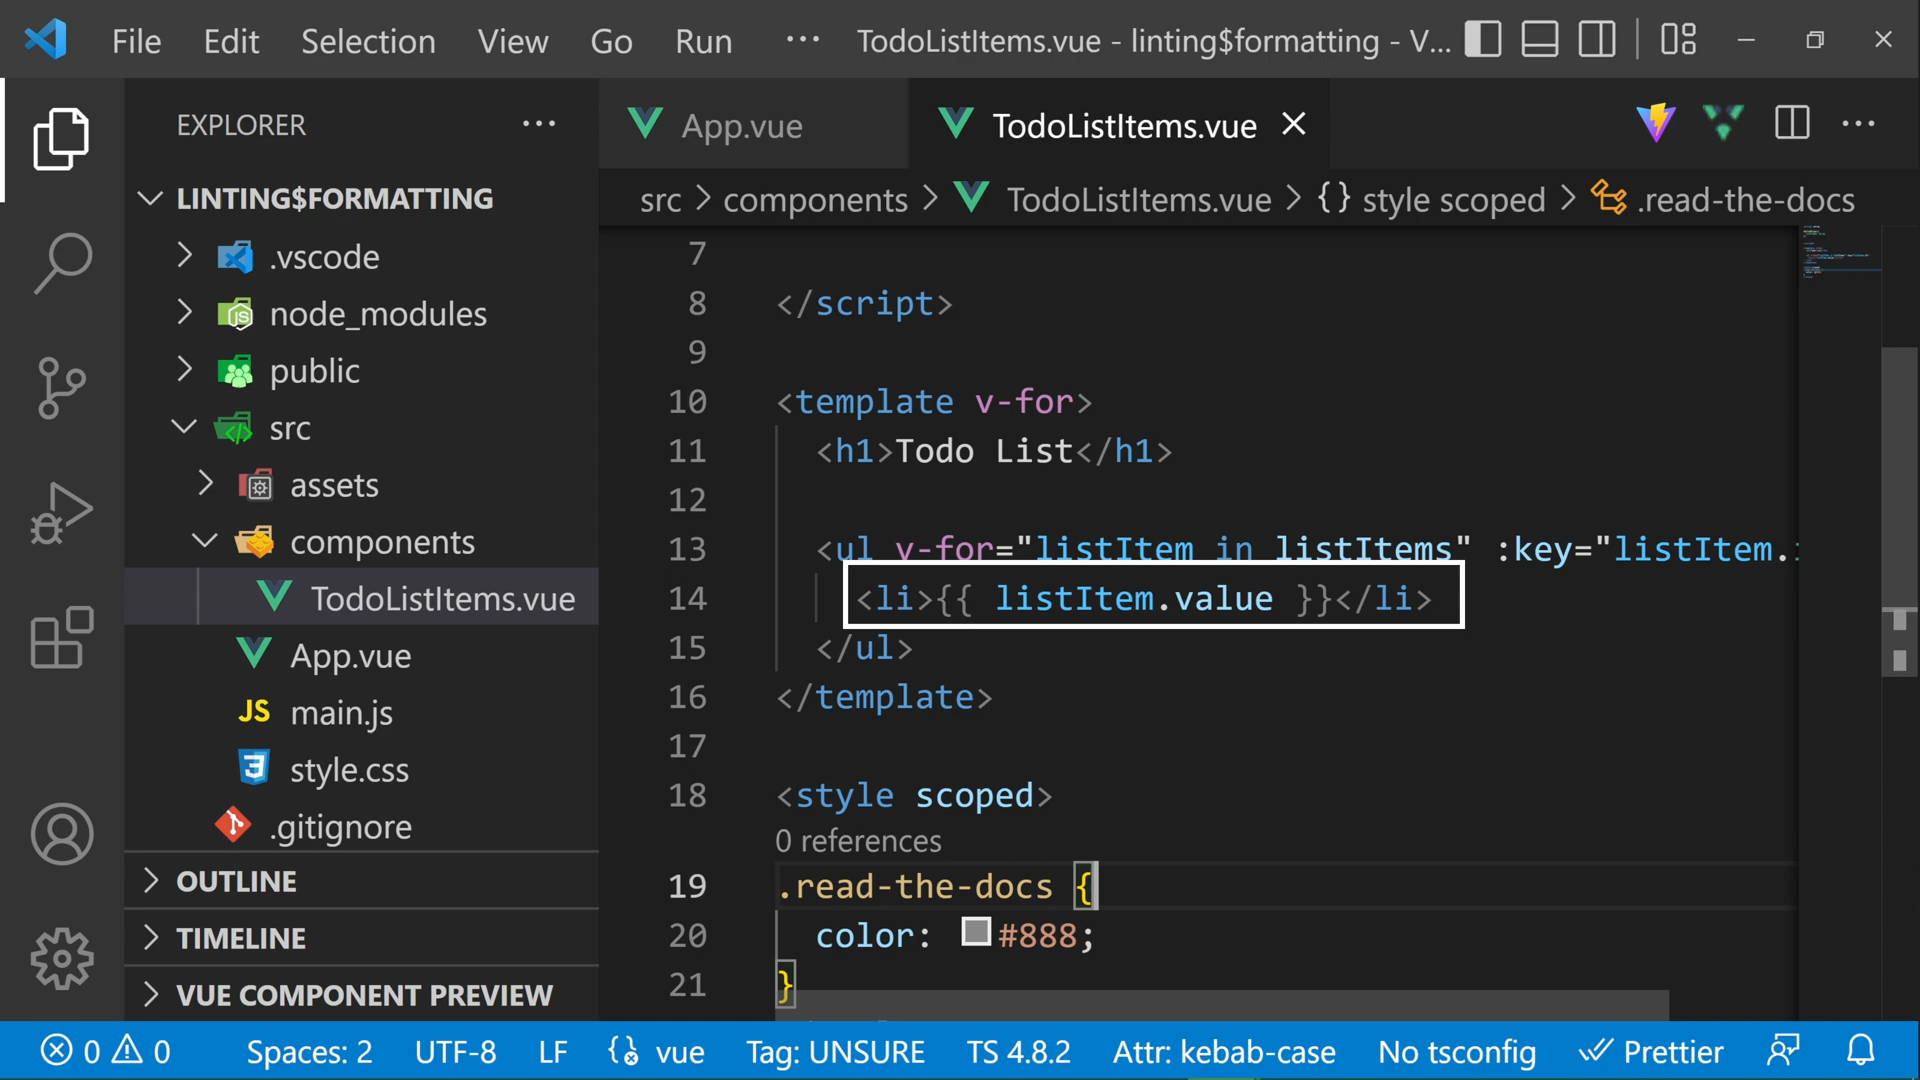 File Edit Selection View Go Run ··· TodoListItems.vue - linting$formatting - V...
EXPLORER ···
LINTING$FORMATTING
.vscode
node_modules
public
src
assets
components
TodoListItems.vue
App.vue
JS main.js
style.css
.gitignore
OUTLINE
TIMELINE
VUE COMPONENT PREVIEW
App.vue TodoListItems.vue
src > components > TodoListItems.vue > {} style scoped > .read-the-docs
7
8 </script>
9
10 <template v-for>
11 <h1>Todo List</h1>
12
13 <ul v-for="listItem in listItems" :key="listItem.
14 <li>{{ listItem.value }}</li>
15 </ul>
16 </template>
17
18 <style scoped>
0 references
19 .read-the-docs {
20 color: #888;
21 }
0 0 Spaces: 2 UTF-8 LF vue Tag: UNSURE TS 4.8.2 Attr: kebab-case No tsconfig Prettier